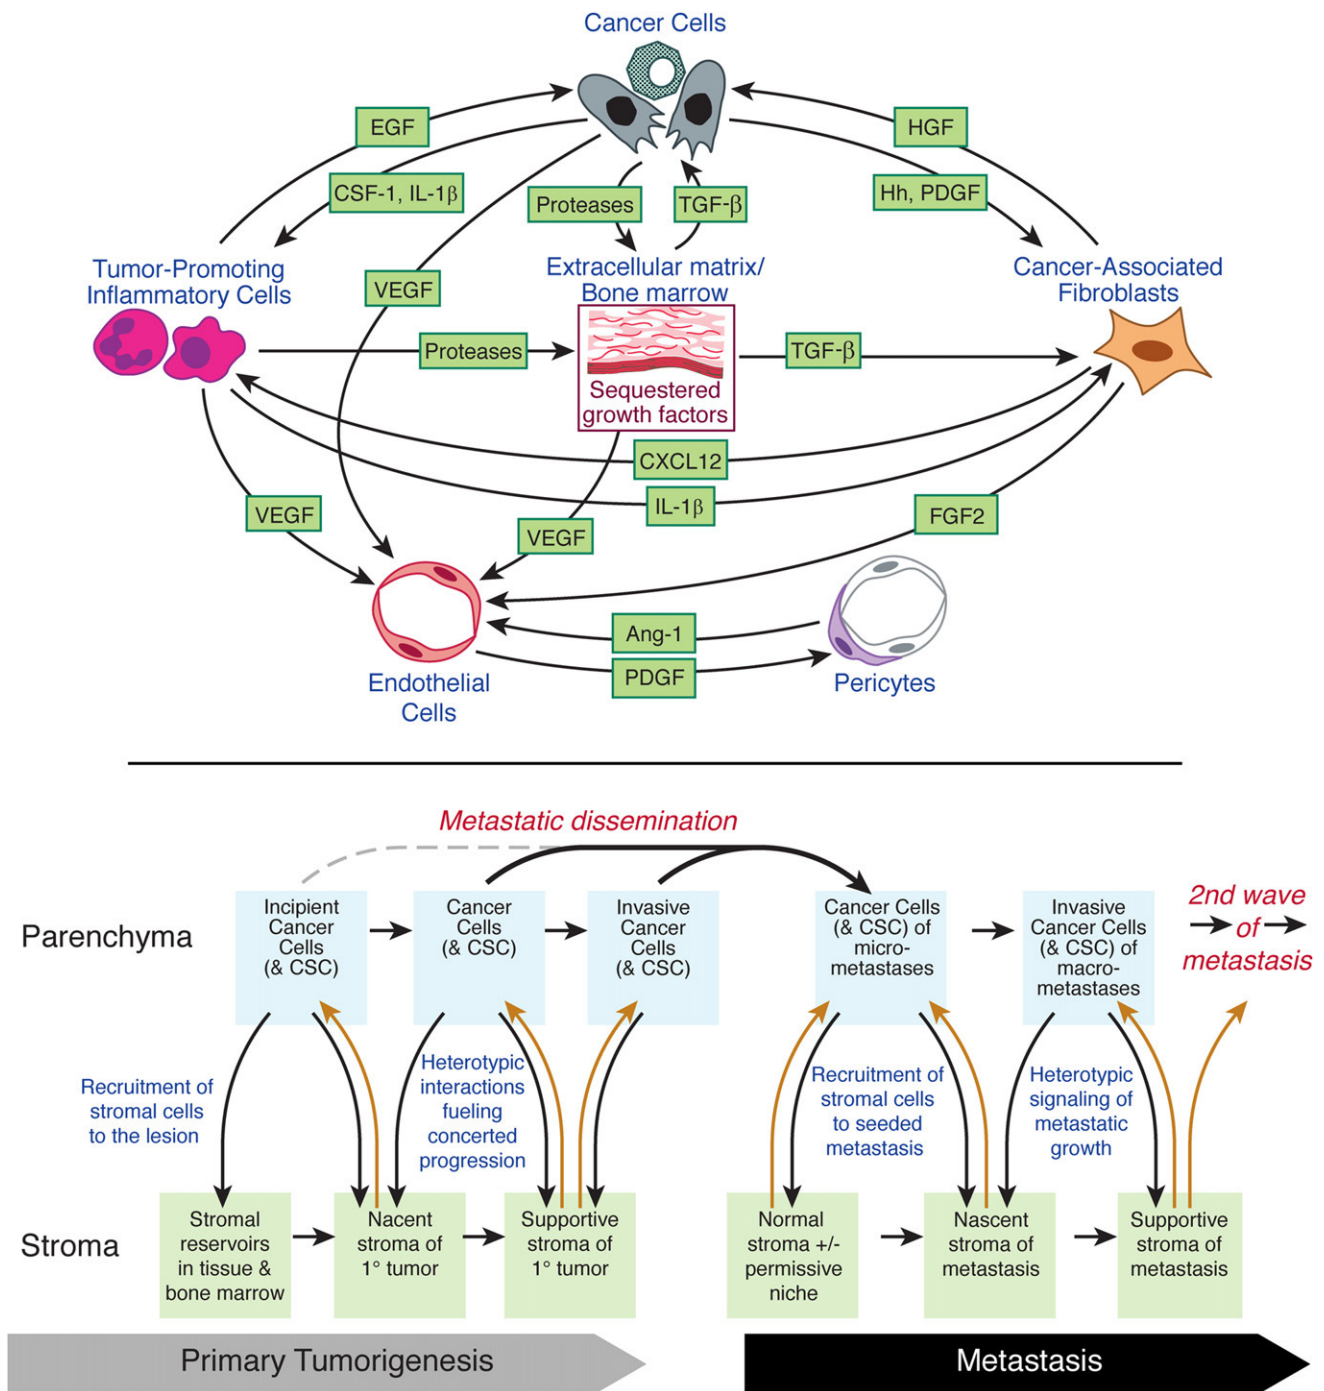 Cancer Cells
EGF
HGF
CSF-1, IL-1β
Proteases
TGF-β
Hh, PDGF
Tumor-Promoting
Inflammatory Cells
Extracellular matrix/
Bone marrow
Cancer-Associated
Fibroblasts
VEGF
Proteases
TGF-β
Sequestered
growth factors
CXCL12
IL-1β
VEGF
VEGF
FGF2
Ang-1
PDGF
Endothelial
Cells
Pericytes
Metastatic dissemination
Parenchyma
Incipient
Cancer
Cells
(& CSC)
Cancer
Cells
(& CSC)
Invasive
Cancer
Cells
(& CSC)
Cancer Cells
(& CSC) of
micro-
metastases
Invasive
Cancer Cells
(& CSC) of
macro-
metastases
2nd wave
of
metastasis
Recruitment of
stromal cells
to the lesion
Heterotypic
interactions
fueling
concerted
progression
Recruitment of
stromal cells
to seeded
metastasis
Heterotypic
signaling of
metastatic
growth
Stroma
Stromal
reservoirs
in tissue &
bone marrow
Nacent
stroma of
1° tumor
Supportive
stroma of
1° tumor
Normal
stroma +/-
permissive
niche
Nascent
stroma of
metastasis
Supportive
stroma of
metastasis
Primary Tumorigenesis
Metastasis